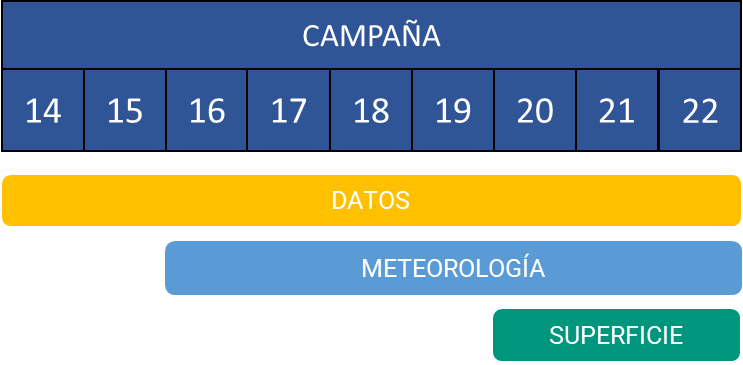 CAMPAÑA
14 15 16 17 18 19 20 21 22
DATOS
METEOROLOGÍA
SUPERFICIE